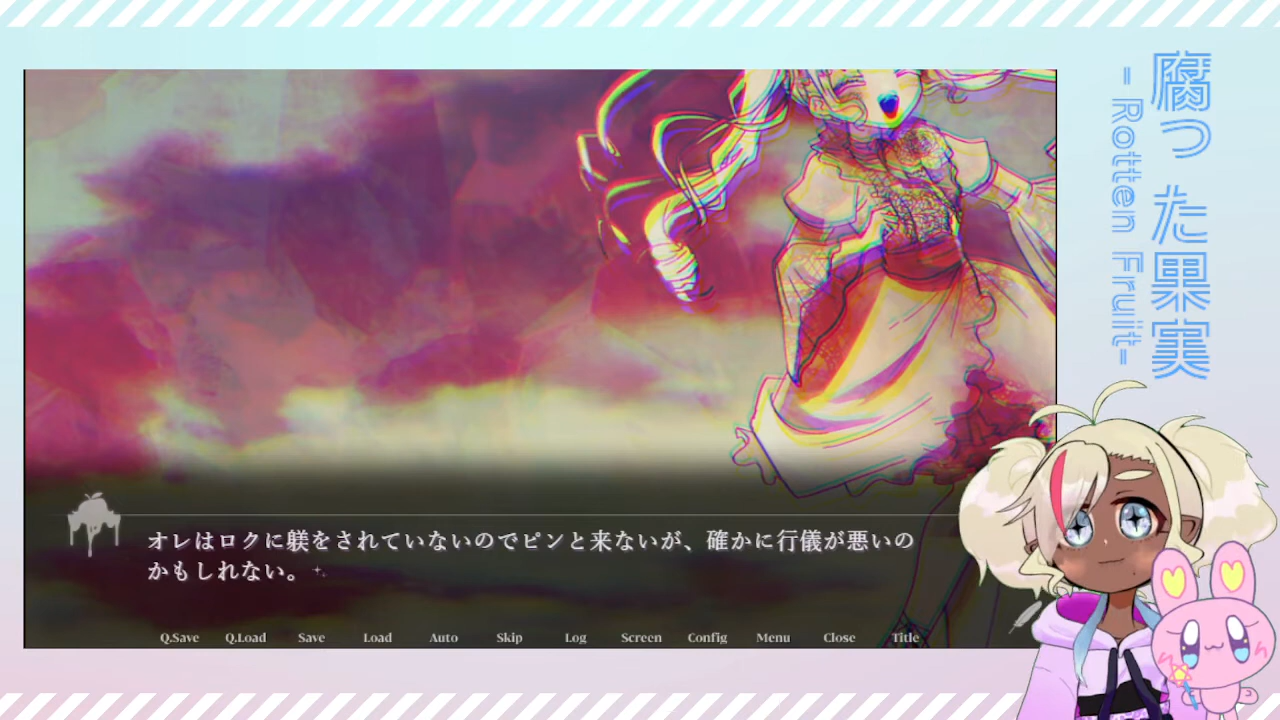 腐った果実
- Rotten Fruit-
オレはロクに躾をされていないのでピンと来ないが、確かに行儀が悪いの
かもしれない。
Q.Save Q.Load Save Load Auto Skip Log Screen Config Menu Close Title